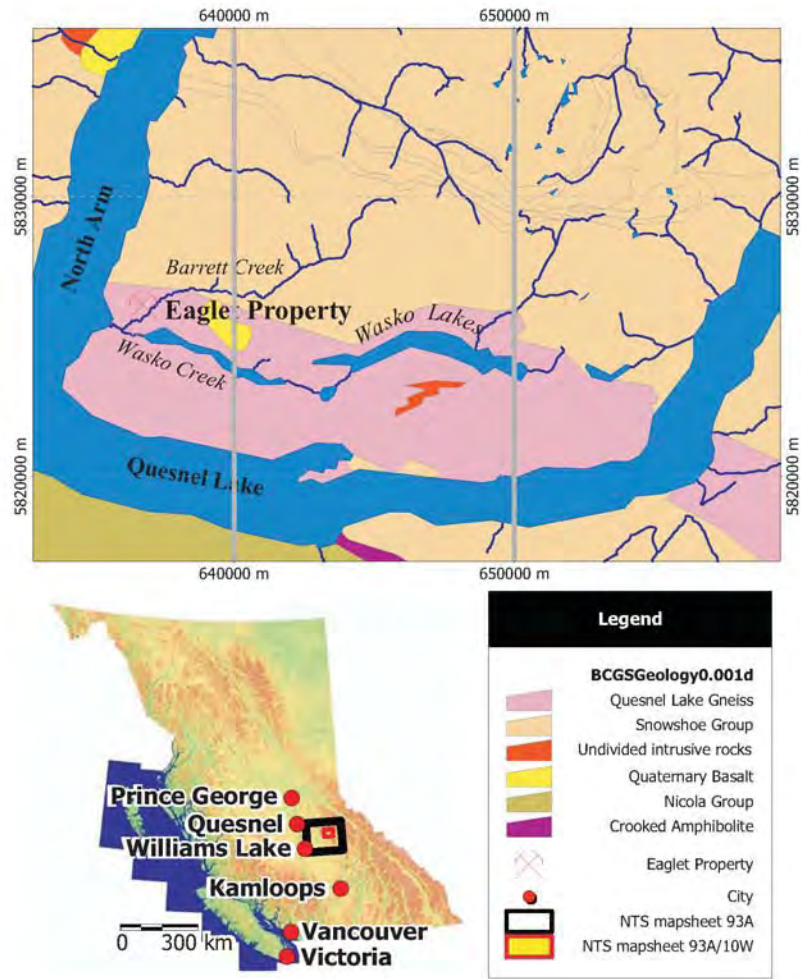 640000 m
650000 m
5830000 m
5830000 m
North Arm
Barrett Creek
Eaglet Property
Wasko Lakes
Wasko Creek
Quesnel Lake
5820000 m
5820000 m
640000 m
650000 m
Prince George
Quesnel
Williams Lake
Kamloops
Vancouver
Victoria
0 300 km
Legend
BCGSGeology0.001d
Quesnel Lake Gneiss
Snowshoe Group
Undivided intrusive rocks
Quaternary Basalt
Nicola Group
Crooked Amphibolite
Eaglet Property
City
NTS mapsheet 93A
NTS mapsheet 93A/10W